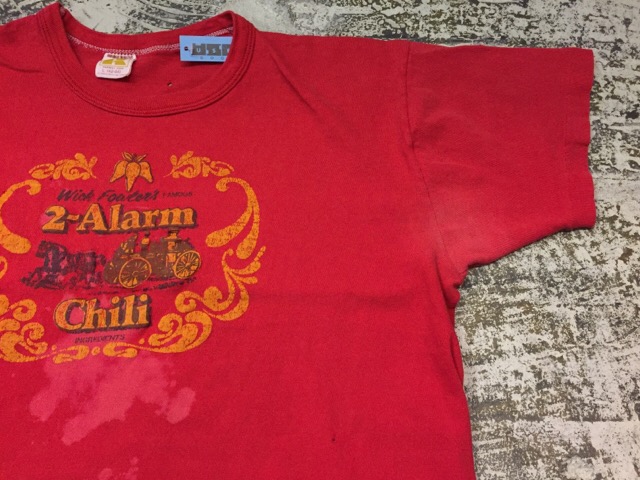 Wick Fowler's FAMOUS
2-Alarm
Chili
INGREDIENTS